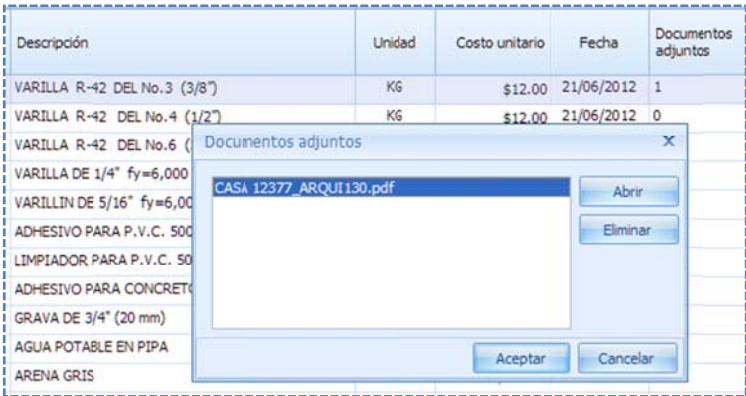 Descripción Unidad Costo unitario Fecha Documentos adjuntos
VARILLA R-42 DEL No.3 (3/8") KG $12.00 21/06/2012 1
VARILLA R-42 DEL No.4 (1/2") KG $12.00 21/06/2012 0
VARILLA R-42 DEL No.6 (
Documentos adjuntos x
VARILLA DE 1/4" fy=6,000
CASA 12377_ARQUI130.pdf Abrir
VARILLIN DE 5/16" fy=6,00
ADHESIVO PARA P.V.C. 500 Eliminar
LIMPIADOR PARA P.V.C. 50
ADHESIVO PARA CONCRETO
GRAVA DE 3/4" (20 mm)
AGUA POTABLE EN PIPA
Aceptar Cancelar
ARENA GRIS